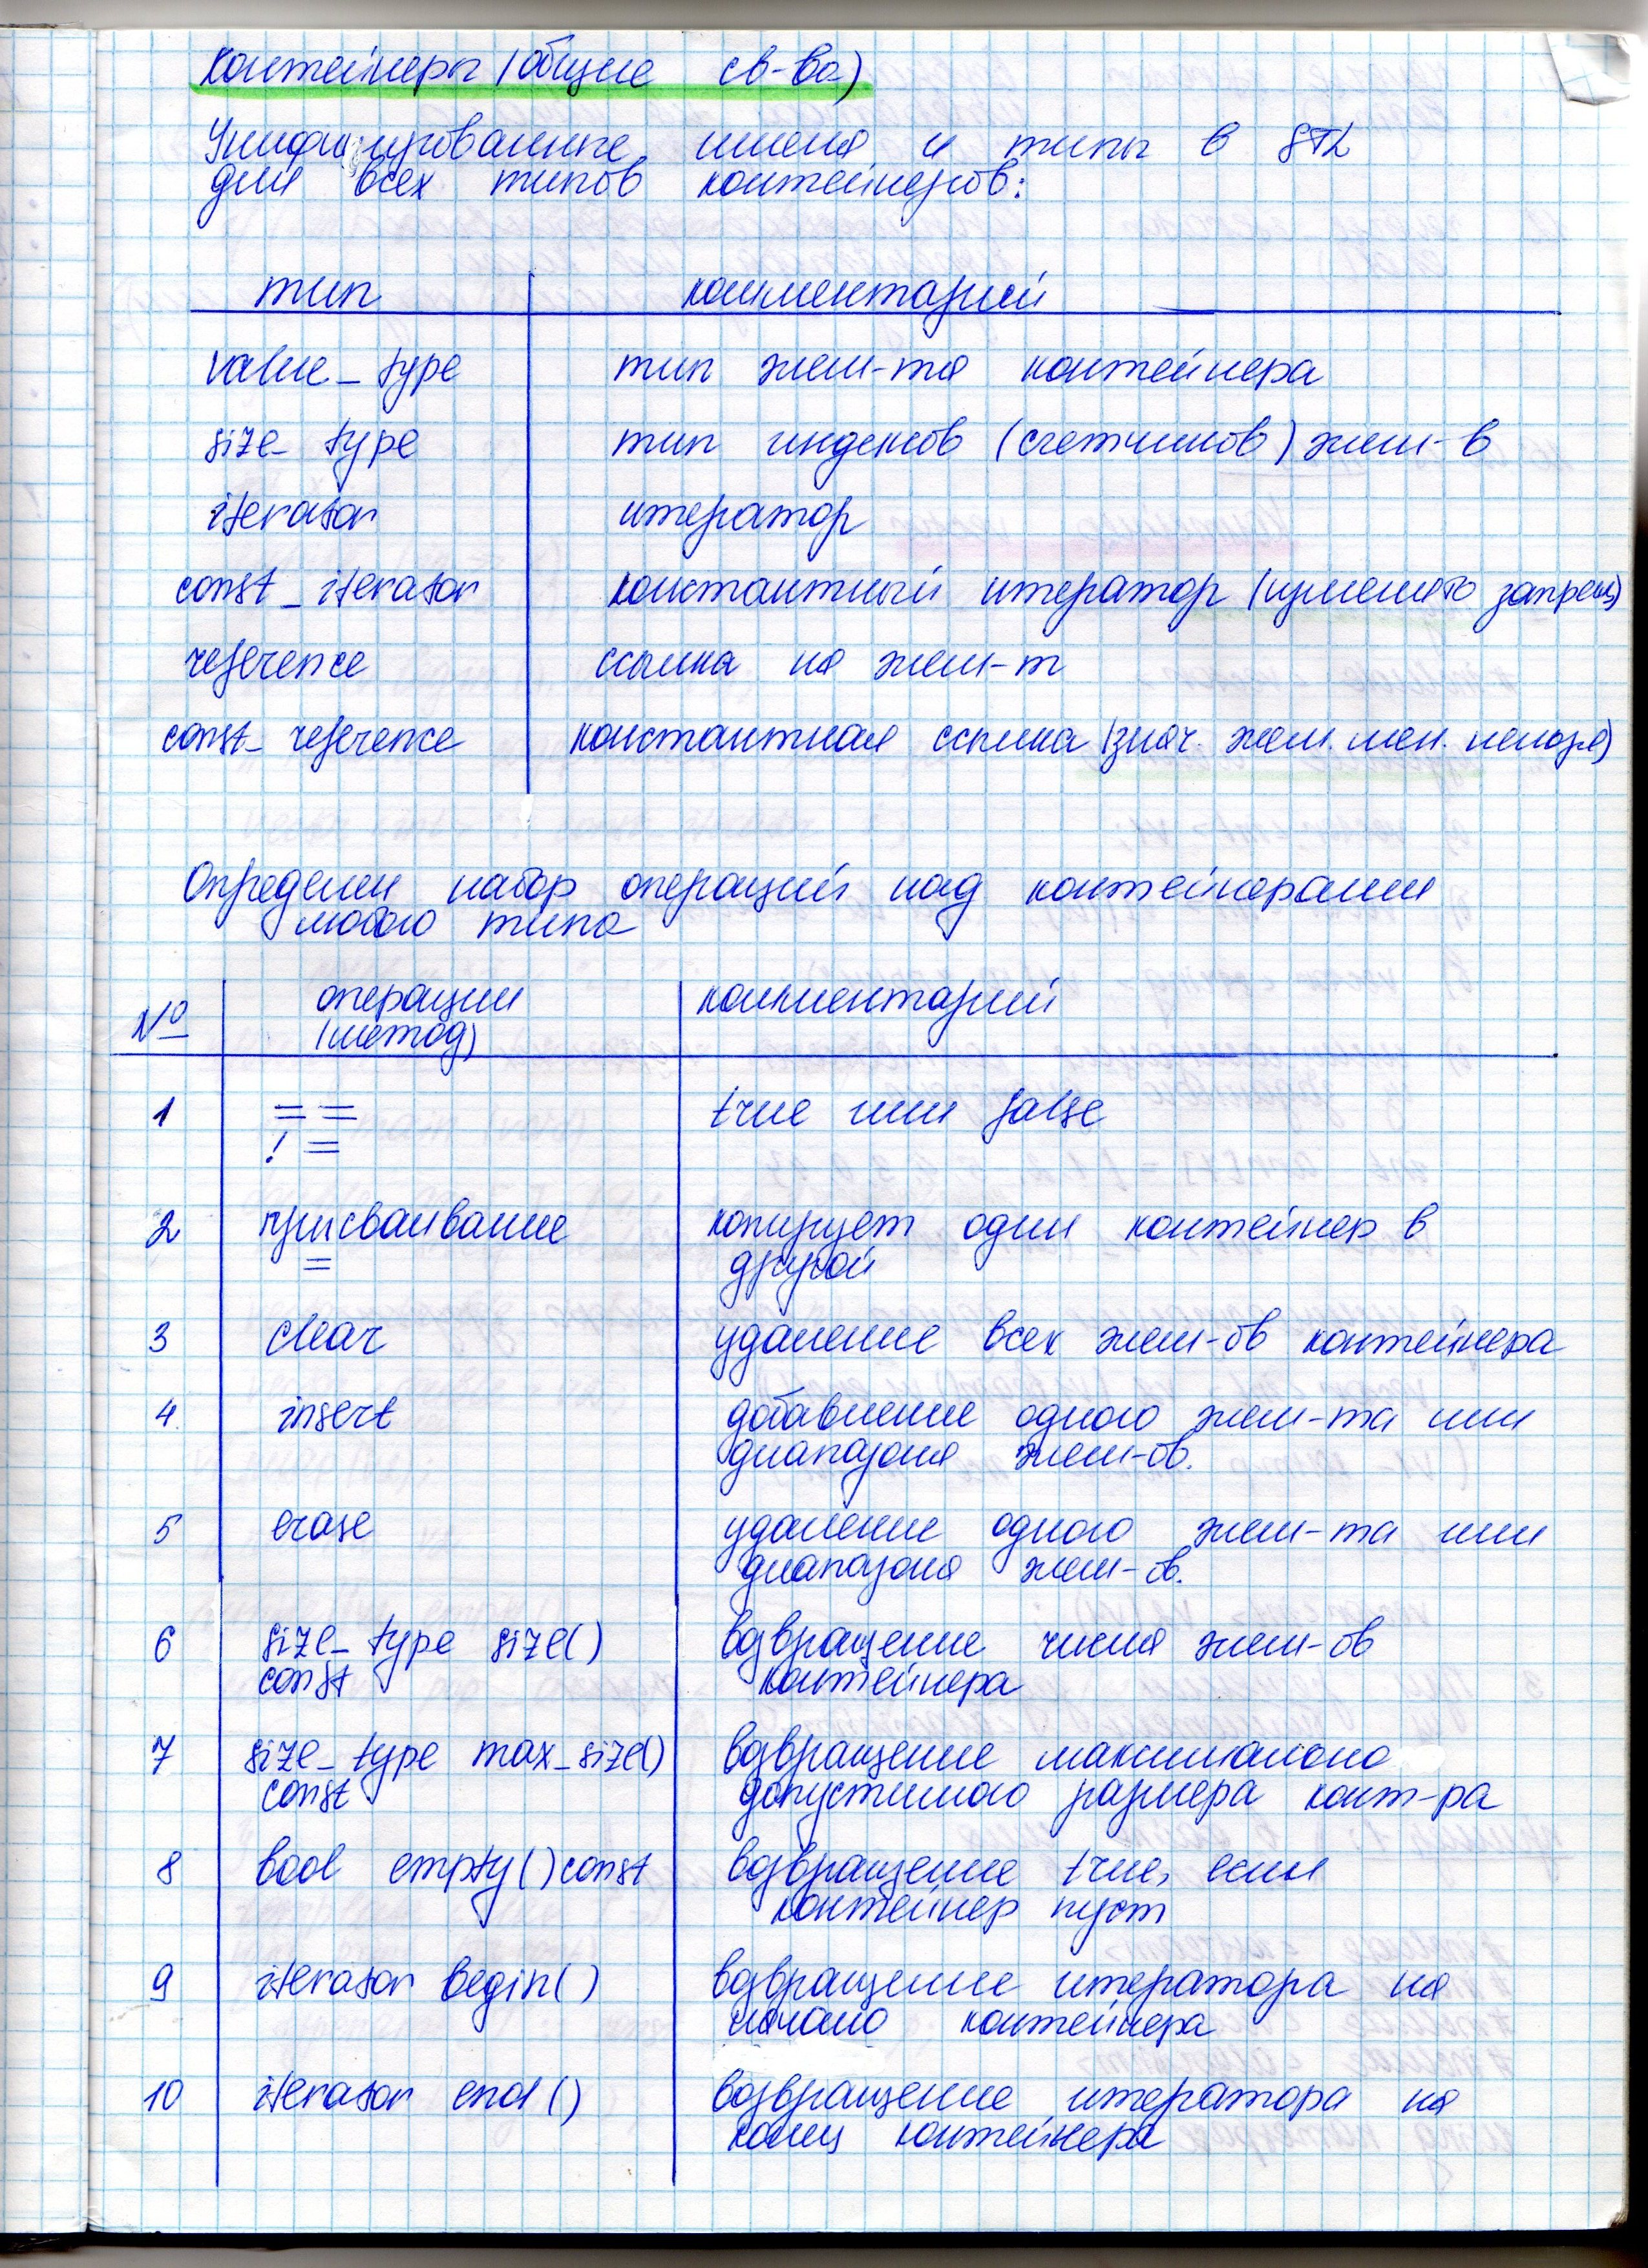 Контейнеры (общие св-ва)
Унифицированные имена и типы в STL
для всех типов контейнеров:
тип комментарий
value_type тип элем-та контейнера
size_type тип индексов (счетчиков) элем-в
iterator итератор
const_iterator константный итератор (изменить запрещ)
reference ссылка на элем-т
const_reference константная ссылка (знач. элем. мен. нельзя)
Определен набор операций над контейнерами
любого типа
№ операции комментарий
(метод)
1 == true или false
!=
2 присваивание копирует один контейнер в
= другой
3 clear удаление всех элем-ов контейнера
4. insert добавление одного элем-та или
диапазона элем-ов.
5 erase удаление одного элем-та или
диапазона элем-ов.
6 size_type size() возвращение числа элем-ов
const контейнера
7 size_type max_size() возвращение максимально
const допустимого размера конт-ра
8 bool empty() const возвращение true, если
контейнер пуст
9 iterator begin() возвращение итератора на
начало контейнера
10 iterator end() возвращение итератора на
конец контейнера